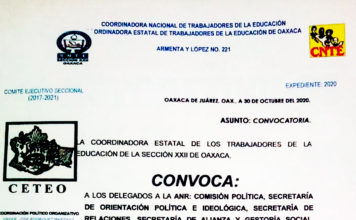 COORDINADORA NACIONAL DE TRABAJADORES DE LA EDUCACIÓN
ORDINADORA ESTATAL DE TRABAJADORES DE LA EDUCACIÓN DE OAXACA
ARMENTA Y LÓPEZ NO. 221
OAXACA
CNTE
COMITÉ EJECUTIVO SECCIONAL
(2017-2021)
EXPEDIENTE: 2020
OAXACA DE JUÁREZ, OAX., A 30 DE OCTUBRE DEL 2020.
ASUNTO: CONVOCATORIA.
LA COORDINADORA ESTATAL DE LOS TRABAJADORES DE LA
EDUCACIÓN DE LA SECCIÓN XXII DE OAXACA.
CONVOCA:
CETEO
A LOS DELEGADOS A LA ANR: COMISIÓN POLÍTICA, SECRETARÍA
DE ORIENTACIÓN POLÍTICA E IDEOLÓGICA, SECRETARÍA DE
COORDINACIÓN POLÍTICO ORGANIZATIVO
RELACIONES, SECRETARÍA DE ALIANZA Y GESTORÍA SOCIAL